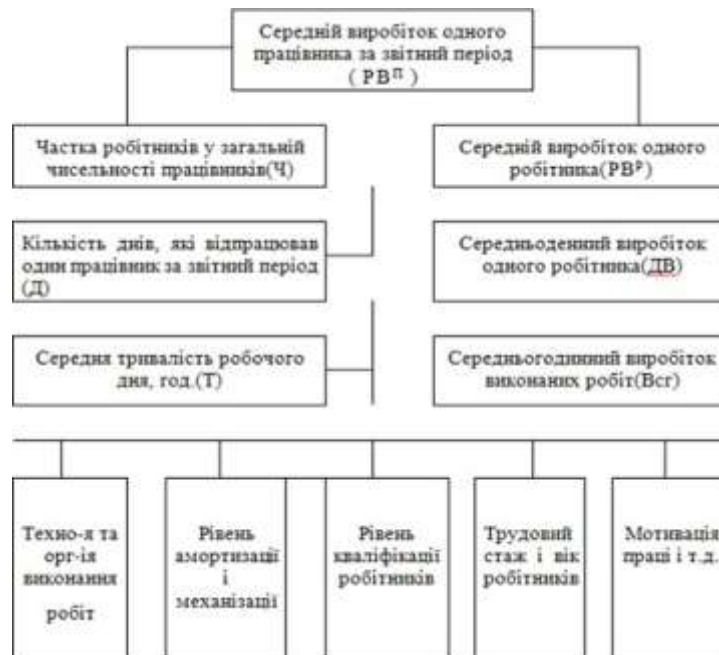 Середній виробіток одного
працівника за звітний період
( РВᴨ )
Частка робітників у загальній
чисельності працівників(Ч)
Середній виробіток одного
робітника(РВᵖ)
Кількість днів, які відпрацював
один працівник за звітний період
(Д)
Середньоденний виробіток
одного робітника(ДВ)
Середня тривалість робочого
дня, год.(Т)
Середньогодинний виробіток
виконаних робіт(Всг)
Техно-я та
орг-ія
виконання
робіт
Рівень
амортизації
і
механізації
Рівень
кваліфікації
робітників
Трудовий
стаж і вік
робітників
Мотивація
праці і т.д.